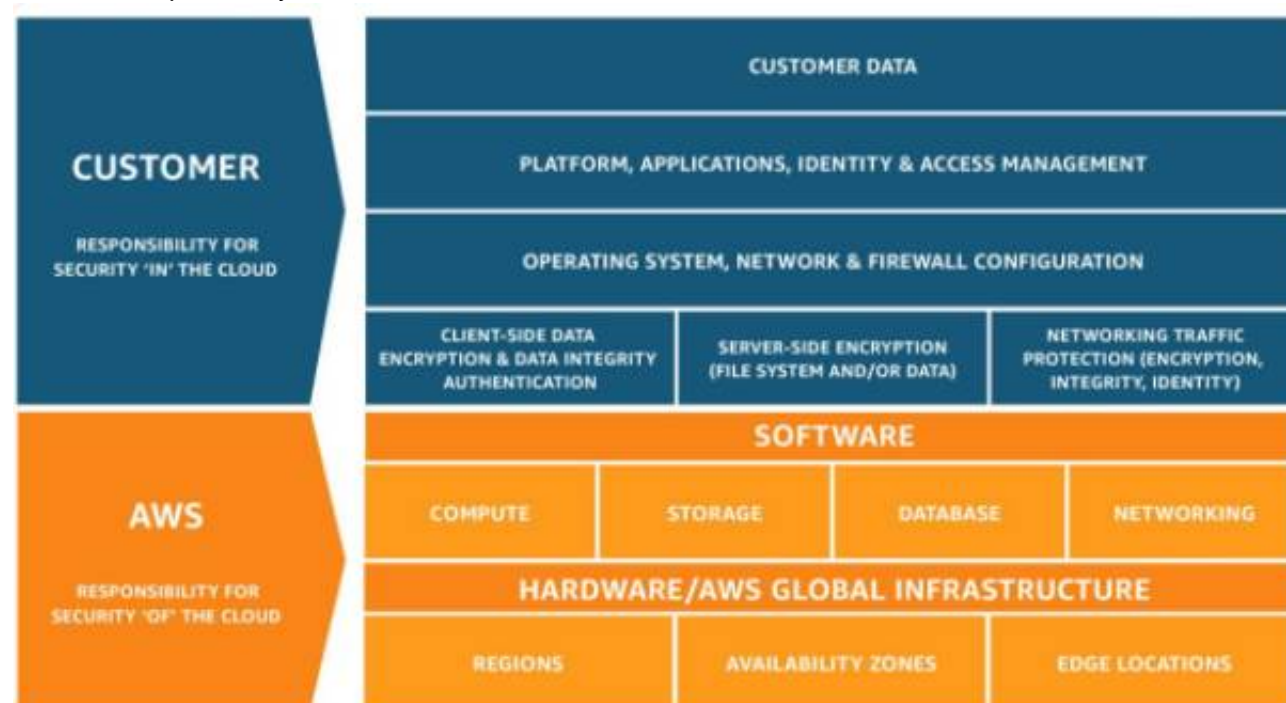 CUSTOMER
RESPONSIBILITY FOR
SECURITY 'IN' THE CLOUD
CUSTOMER DATA
PLATFORM, APPLICATIONS, IDENTITY & ACCESS MANAGEMENT
OPERATING SYSTEM, NETWORK & FIREWALL CONFIGURATION
CLIENT-SIDE DATA
ENCRYPTION & DATA INTEGRITY
AUTHENTICATION
SERVER-SIDE ENCRYPTION
(FILE SYSTEM AND/OR DATA)
NETWORKING TRAFFIC
PROTECTION (ENCRYPTION,
INTEGRITY, IDENTITY)
AWS
RESPONSIBILITY FOR
SECURITY 'OF' THE CLOUD
SOFTWARE
COMPUTE
STORAGE
DATABASE
NETWORKING
HARDWARE/AWS GLOBAL INFRASTRUCTURE
REGIONS
AVAILABILITY ZONES
EDGE LOCATIONS